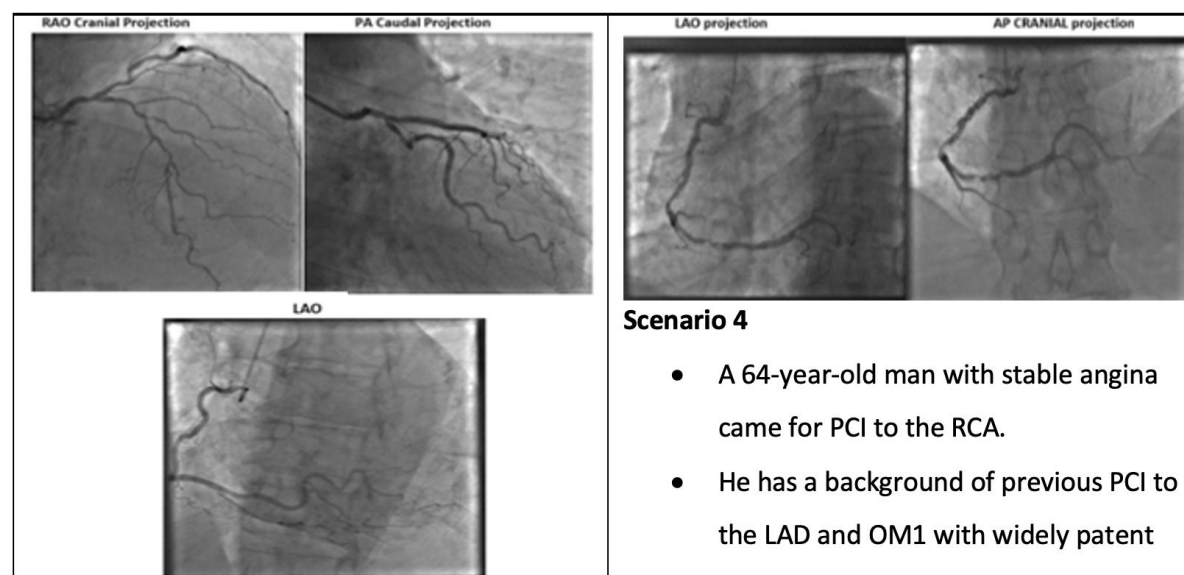 RAO Cranial Projection
PA Caudal Projection
LAO
LAO projection
AP CRANIAL projection
Scenario 4
• A 64-year-old man with stable angina
came for PCI to the RCA.
• He has a background of previous PCI to
the LAD and OM1 with widely patent